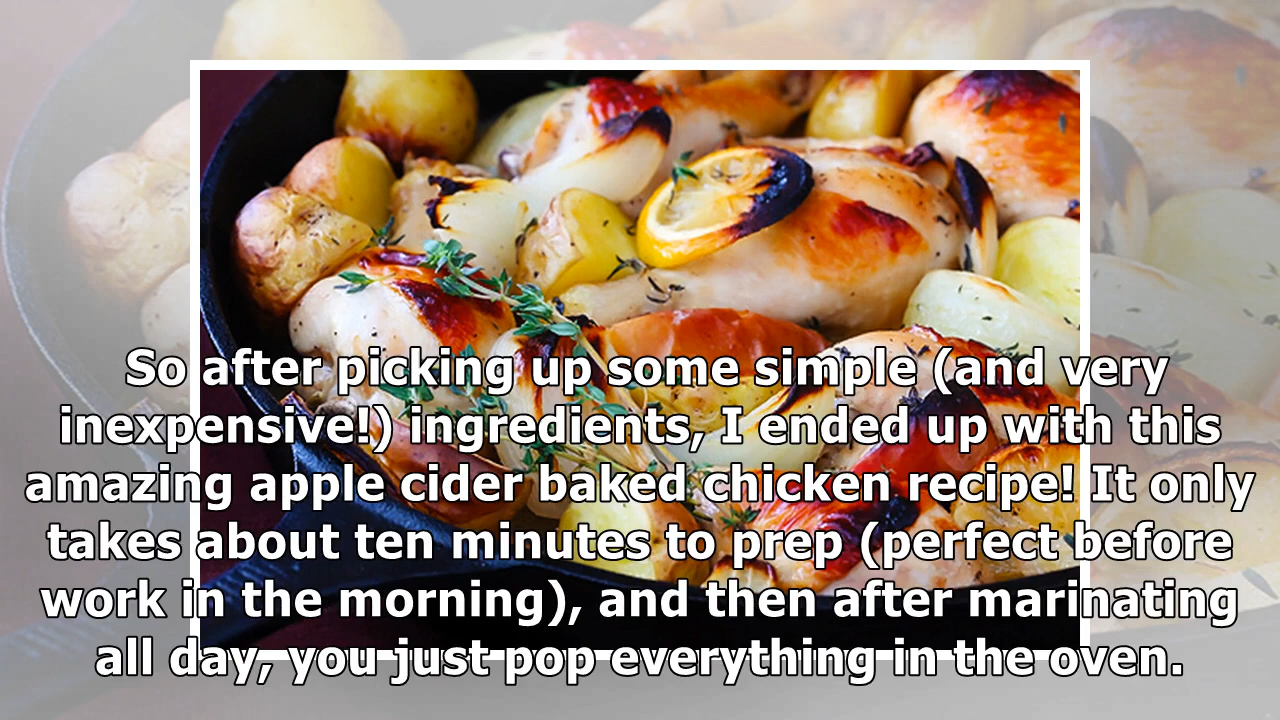 So after picking up some simple (and very
inexpensive!) ingredients, I ended up with this
amazing apple cider baked chicken recipe! It only
takes about ten minutes to prep (perfect before
work in the morning), and then after marinating
all day, you just pop everything in the oven.